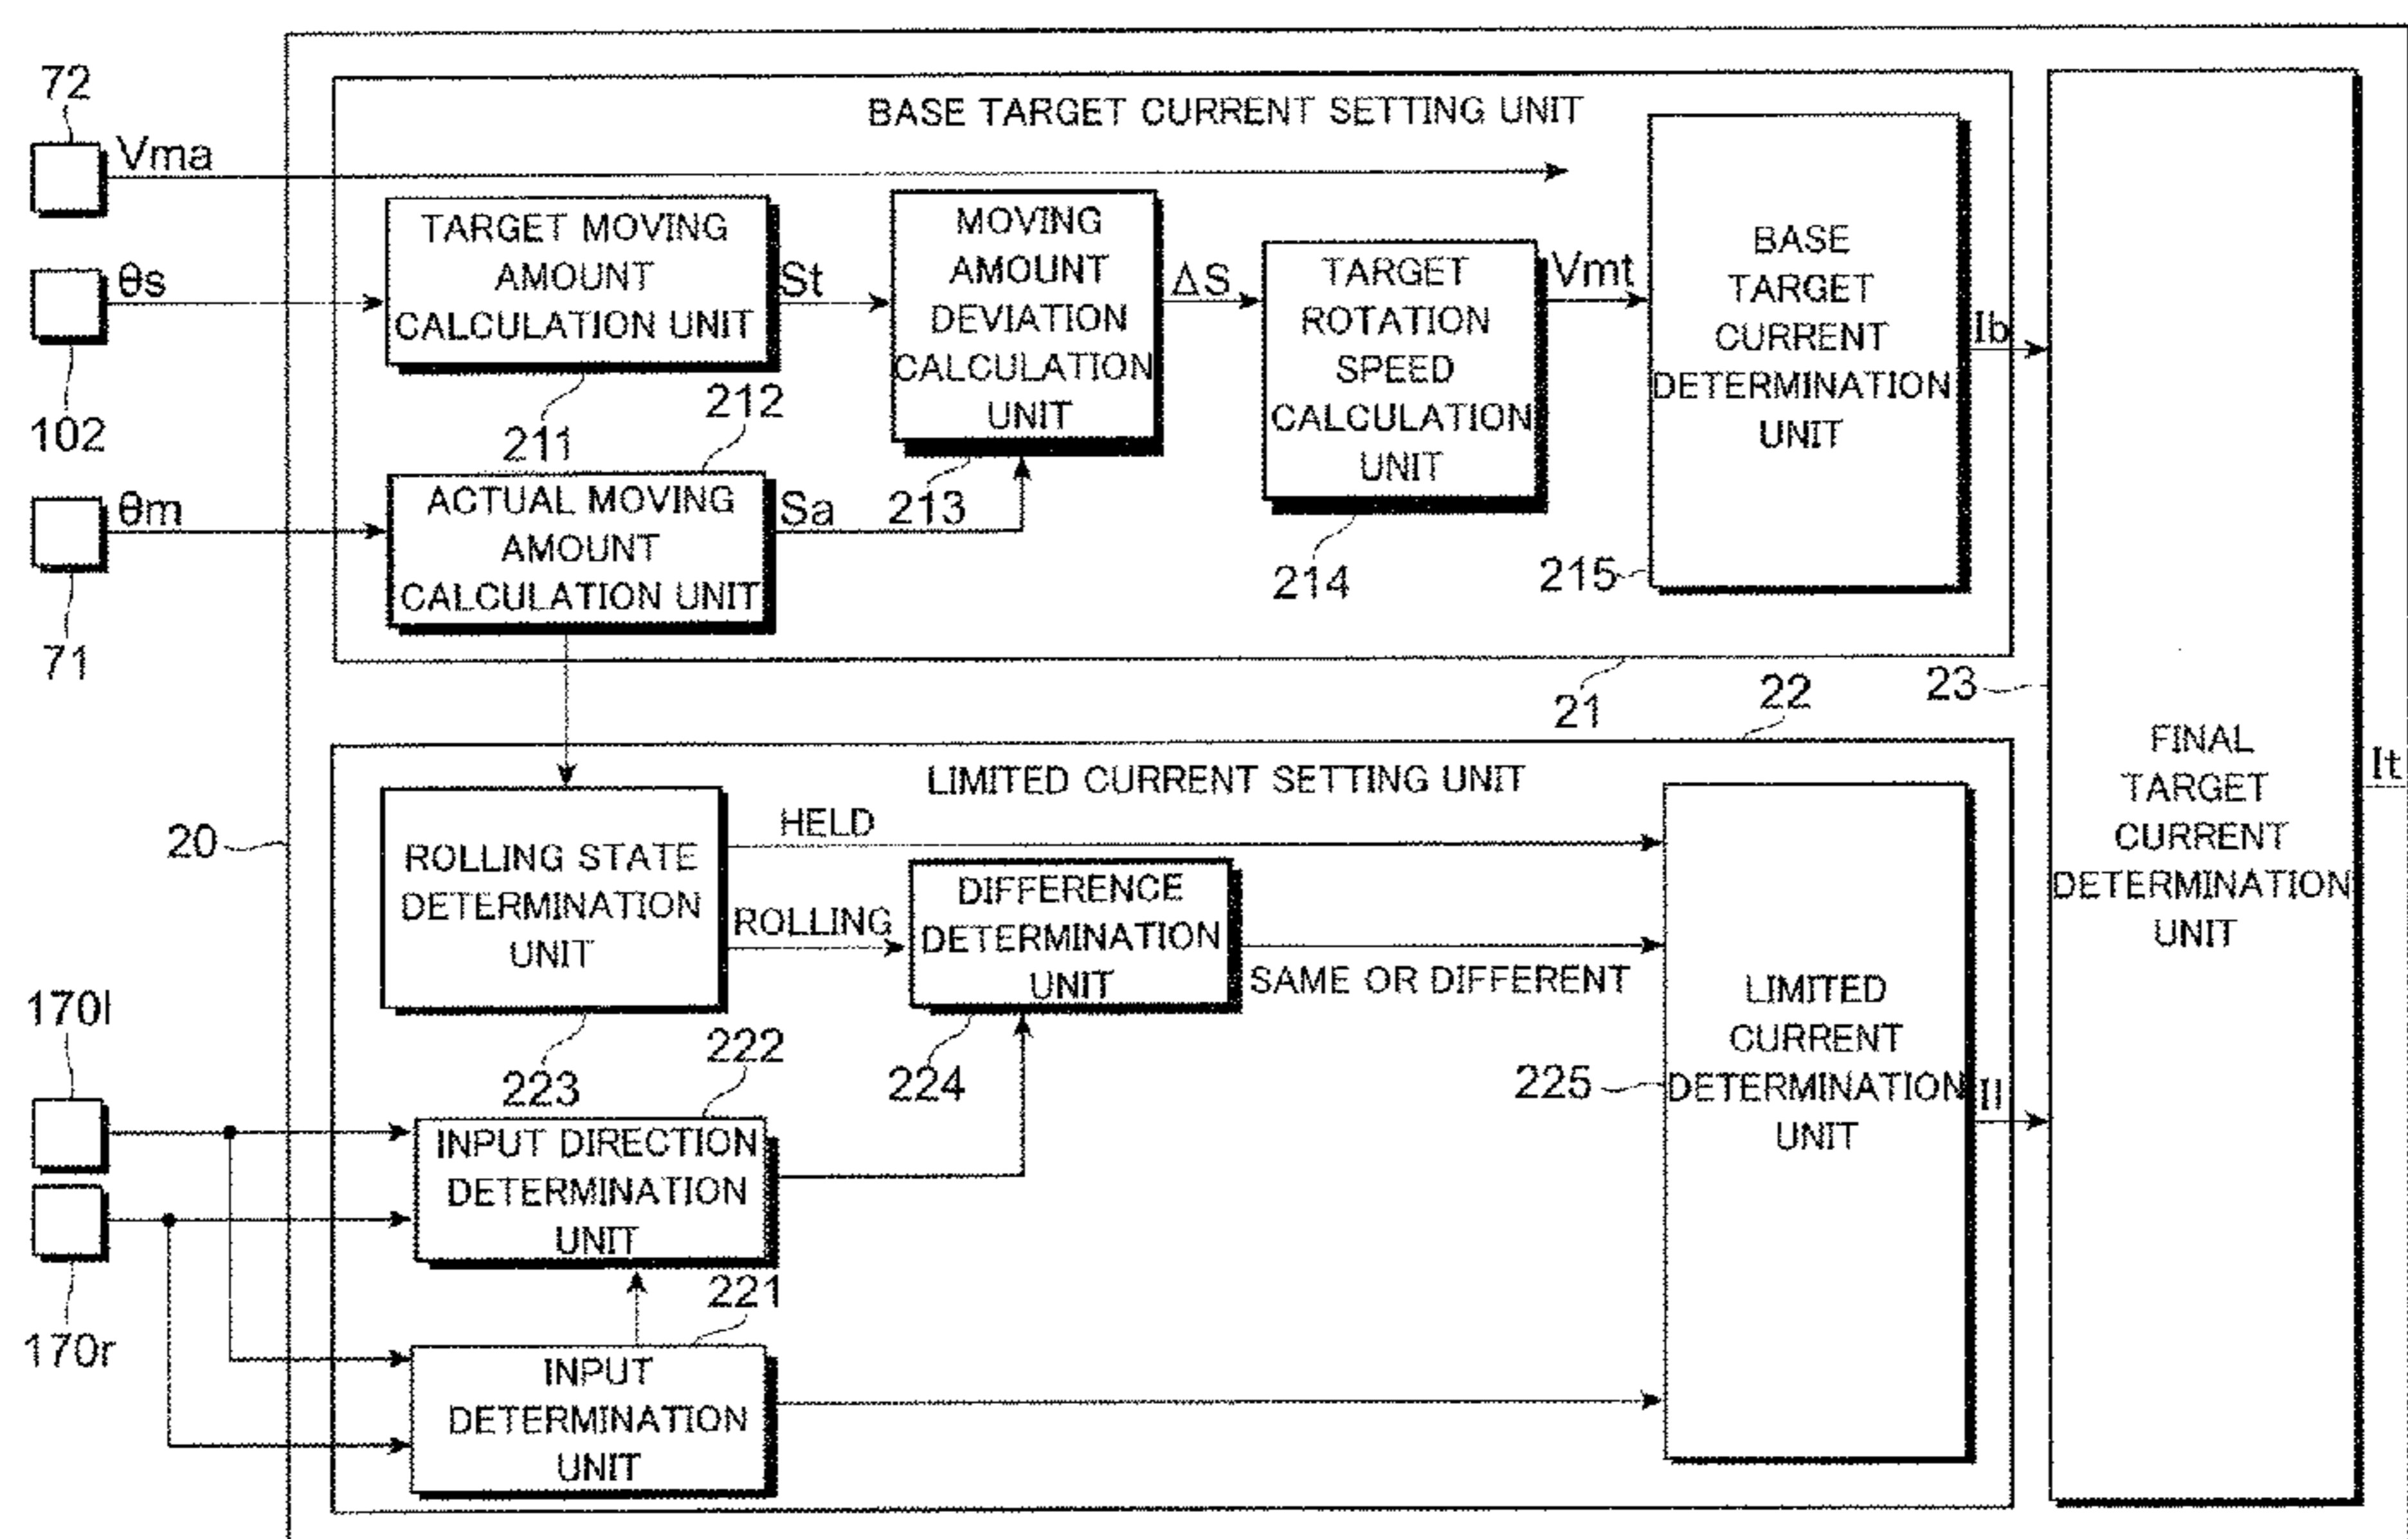 72
Vma
BASE TARGET CURRENT SETTING UNIT
TARGET MOVING
AMOUNT
CALCULATION UNIT
211
θs
102
St
MOVING
AMOUNT
DEVIATION
CALCULATION
UNIT
213
ΔS
TARGET
ROTATION
SPEED
CALCULATION
UNIT
214
Vmt
BASE
TARGET
CURRENT
DETERMINATION
UNIT
215
Ib
212
θm
71
ACTUAL MOVING
AMOUNT
CALCULATION UNIT
Sa
21
22
23
FINAL
TARGET
CURRENT
DETERMINATION
UNIT
It
20
LIMITED CURRENT SETTING UNIT
ROLLING STATE
DETERMINATION
UNIT
223
HELD
ROLLING
DIFFERENCE
DETERMINATION
UNIT
224
SAME OR DIFFERENT
LIMITED
CURRENT
DETERMINATION
UNIT
225
Il
170l
170r
222
INPUT DIRECTION
DETERMINATION
UNIT
221
INPUT
DETERMINATION
UNIT